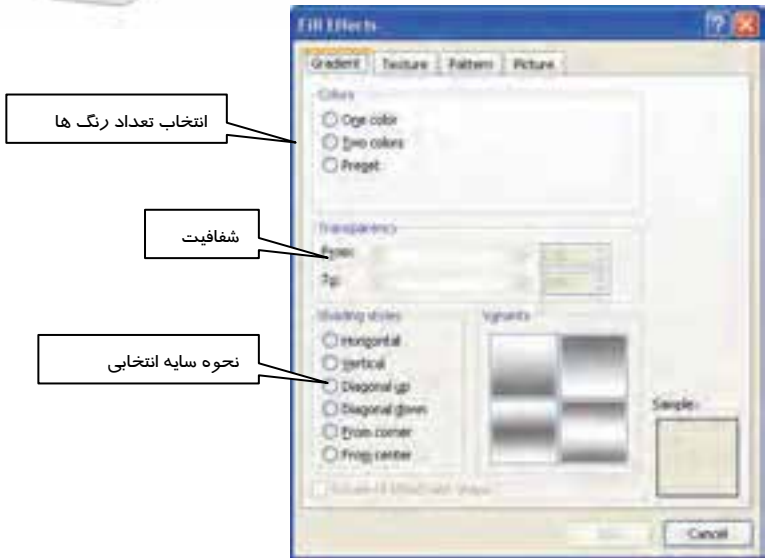 Fill Effects
Gradient Texture Pattern Picture
Colors
One color
Two colors
Preset
انتخاب تعداد رنگ ها
Transparency
From:
To:
شفافیت
Shading styles
Horizontal
Vertical
Diagonal up
Diagonal down
From corner
From center
نحوه سایه انتخابی
Variants
Sample:
Cancel